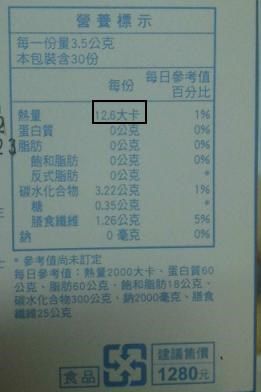 營養標示
每一份量3.5公克
本包裝含30份
每份 每日參考值
百分比
熱量 12.6大卡 1%
蛋白質 0公克 0%
脂肪 0公克 0%
飽和脂肪 0公克 0%
反式脂肪 0公克 *
碳水化合物 3.22公克 1%
糖 0.35公克 *
膳食纖維 1.26公克 5%
鈉 0 毫克 0%
* 參考值尚未訂定
每日參考值：熱量2000大卡、蛋白質60
公克、脂肪60公克、飽和脂肪18公克、
碳水化合物300公克、鈉2000毫克、膳食
纖維25公克
食品
建議售價
1280元